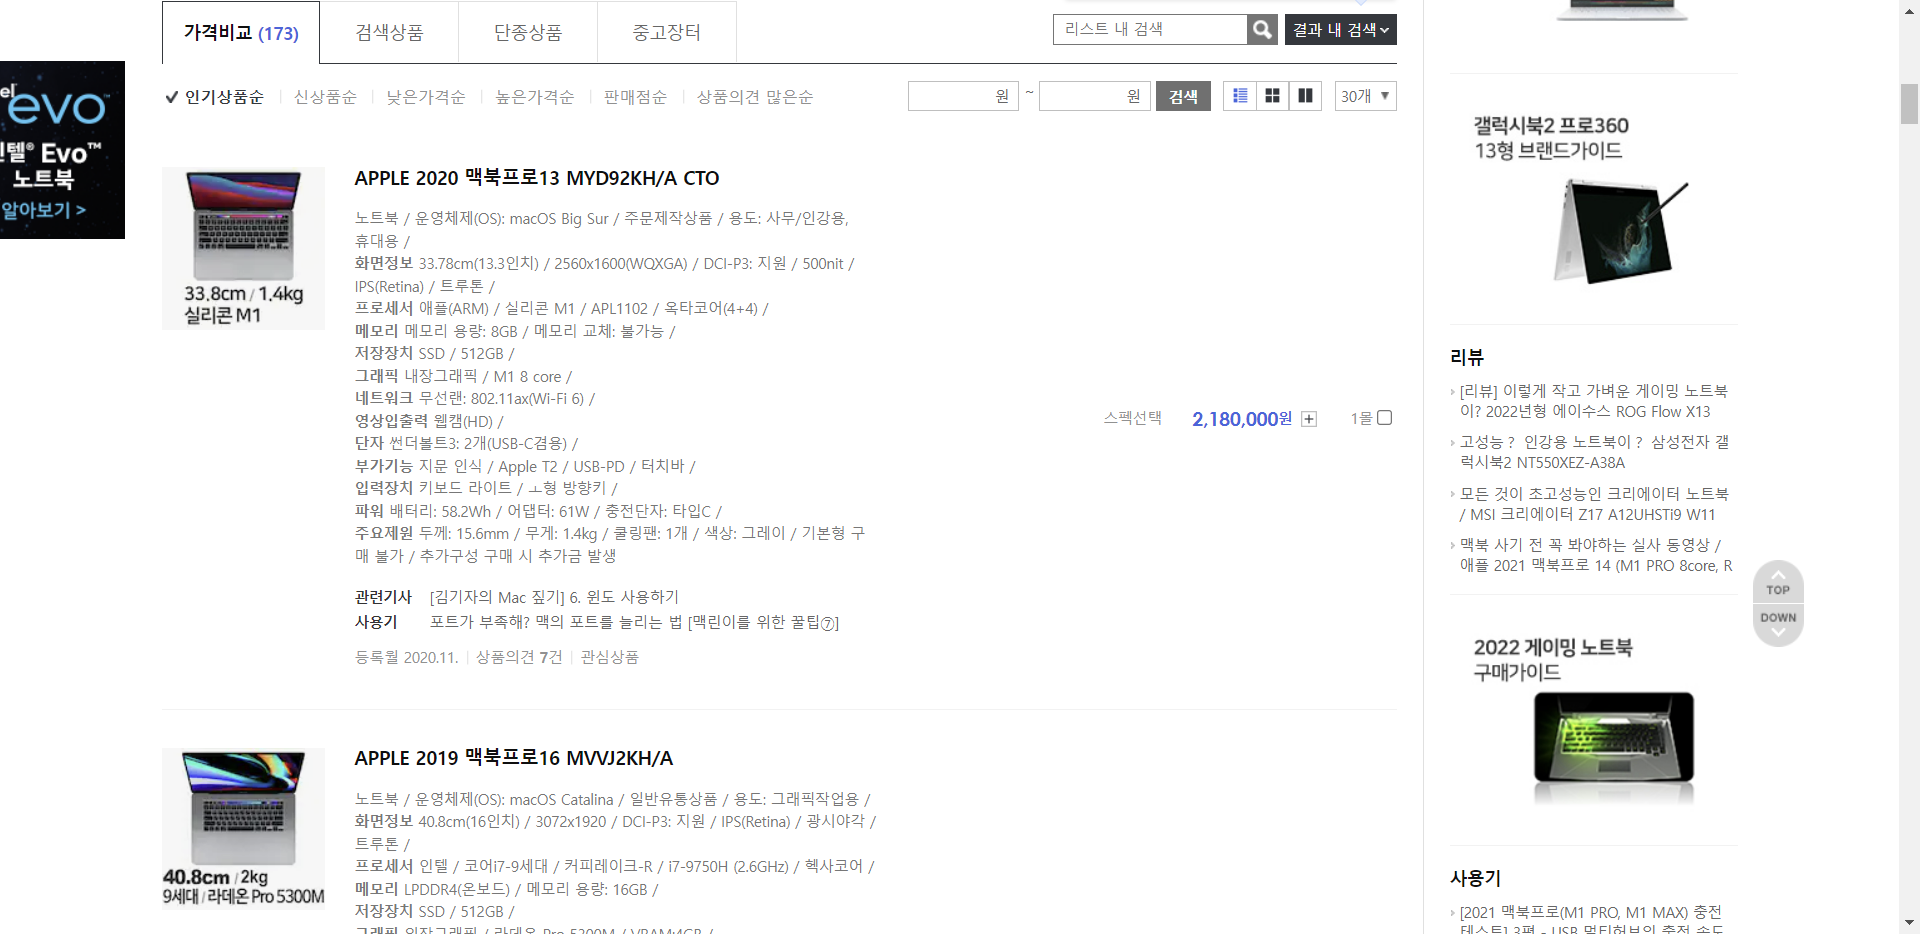 가격비교 (173)
검색상품
단종상품
중고장터
리스트 내 검색
결과 내 검색
인기상품순
신상품순
낮은가격순
높은가격순
판매점순
상품의견 많은순
원 ~ 원
검색
30개
evo
Evo™
노트북
알아보기 >
33.8cm / 1.4kg
실리콘 M1
APPLE 2020 맥북프로13 MYD92KH/A CTO
노트북 / 운영체제(OS): macOS Big Sur / 주문제작상품 / 용도: 사무/인강용,
휴대용 /
화면정보 33.78cm(13.3인치) / 2560x1600(WQXGA) / DCI-P3: 지원 / 500nit /
IPS(Retina) / 트루톤 /
프로세서 애플(ARM) / 실리콘 M1 / APL1102 / 옥타코어(4+4) /
메모리 메모리 용량: 8GB / 메모리 교체: 불가능 /
저장장치 SSD / 512GB /
그래픽 내장그래픽 / M1 8 core /
네트워크 무선랜: 802.11ax(Wi-Fi 6) /
영상입출력 웹캠(HD) /
단자 썬더볼트3: 2개(USB-C겸용) /
부가기능 지문 인식 / Apple T2 / USB-PD / 터치바 /
입력장치 키보드 라이트 / ㅗ형 방향키 /
파워 배터리: 58.2Wh / 어댑터: 61W / 충전단자: 타입C /
주요제원 두께: 15.6mm / 무게: 1.4kg / 쿨링팬: 1개 / 색상: 그레이 / 기본형 구
매 불가 / 추가구성 구매 시 추가금 발생
스펙선택
2,180,000원
1몰
관련기사 [김기자의 Mac 짚기] 6. 윈도 사용하기
사용기 포트가 부족해? 맥의 포트를 늘리는 법 [맥린이를 위한 꿀팁⑦]
등록월 2020.11.
상품의견 7건
관심상품
40.8cm / 2kg
9세대 / 라데온 Pro 5300M
APPLE 2019 맥북프로16 MVVJ2KH/A
노트북 / 운영체제(OS): macOS Catalina / 일반유통상품 / 용도: 그래픽작업용 /
화면정보 40.8cm(16인치) / 3072x1920 / DCI-P3: 지원 / IPS(Retina) / 광시야각 /
트루톤 /
프로세서 인텔 / 코어i7-9세대 / 커피레이크-R / i7-9750H (2.6GHz) / 헥사코어 /
메모리 LPDDR4(온보드) / 메모리 용량: 16GB /
저장장치 SSD / 512GB /
그래픽 외장그래픽 / 라데온 Pro 5300M / VRAM:4GB /
갤럭시북2 프로360
13형 브랜드가이드
리뷰
[리뷰] 이렇게 작고 가벼운 게이밍 노트북
이? 2022년형 에이수스 ROG Flow X13
고성능 ? 인강용 노트북이 ? 삼성전자 갤
럭시북2 NT550XEZ-A38A
모든 것이 초고성능인 크리에이터 노트북
/ MSI 크리에이터 Z17 A12UHSTi9 W11
맥북 사기 전 꼭 봐야하는 실사 동영상 /
애플 2021 맥북프로 14 (M1 PRO 8core, R
2022 게이밍 노트북
구매가이드
사용기
[2021 맥북프로(M1 PRO, M1 MAX) 충전
테스트] 3편 - USB 멀티허브의 충전 속도
TOP
DOWN